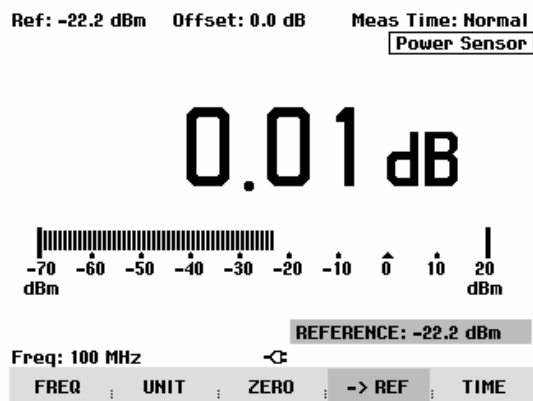 Ref: -22.2 dBm Offset: 0.0 dB Meas Time: Normal
Power Sensor
0.01 dB
-70 -60 -50 -40 -30 -20 -10 0 10 20
dBm dBm
REFERENCE: -22.2 dBm
Freq: 100 MHz
FREQ UNIT ZERO -> REF TIME